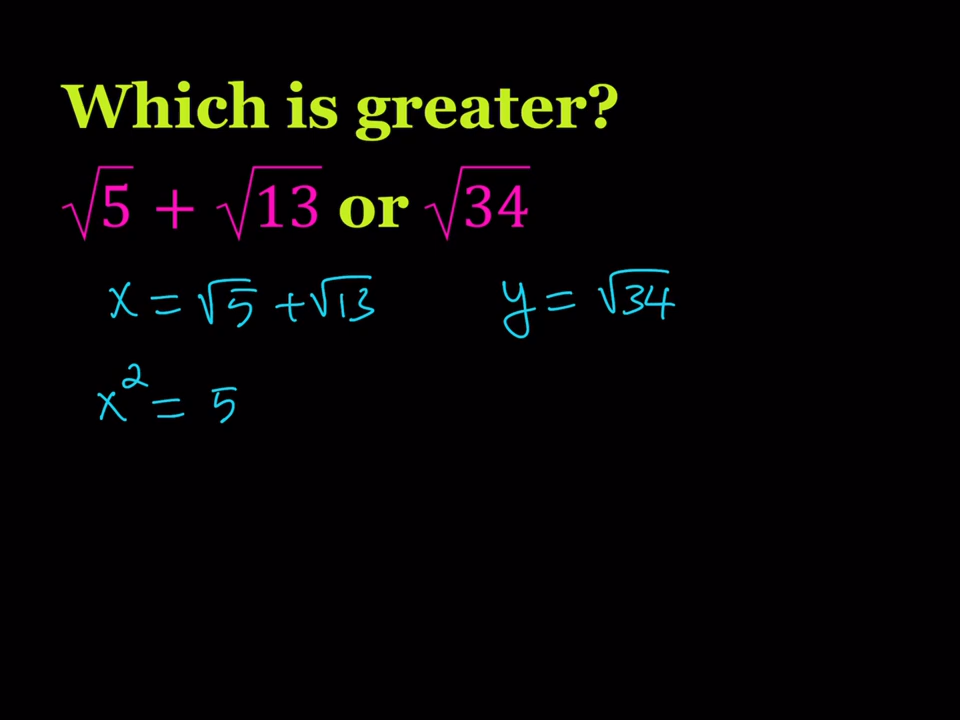 Which is greater?
√5 + √13 or √34
x = √5 + √13 y = √34
x² = 5